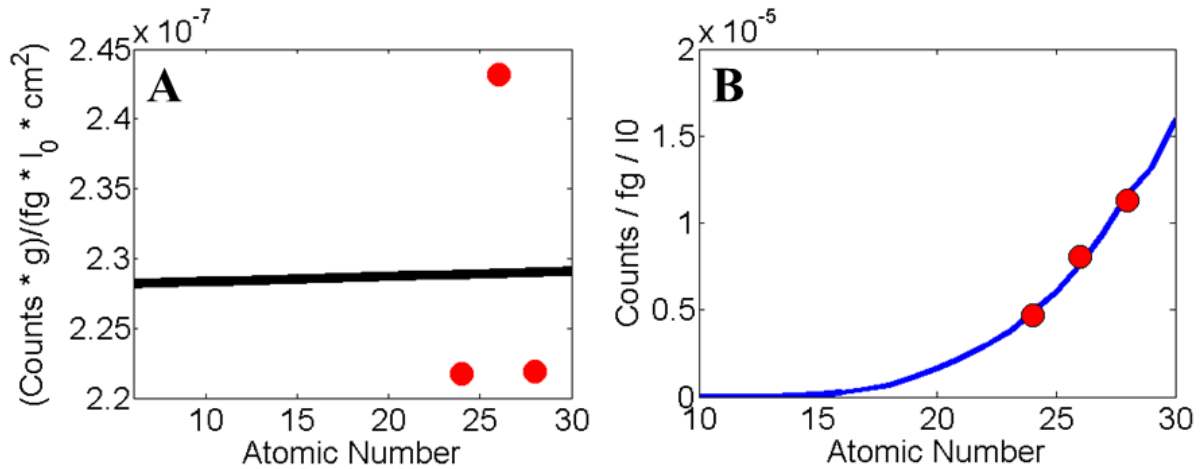 x 10⁻⁷
A
2.45
2.4
2.35
2.3
2.25
2.2
(Counts * g)/(fg * I₀ * cm²)
10 15 20 25 30
Atomic Number
x 10⁻⁵
B
2
1.5
1
0.5
0
Counts / fg / I0
10 15 20 25 30
Atomic Number